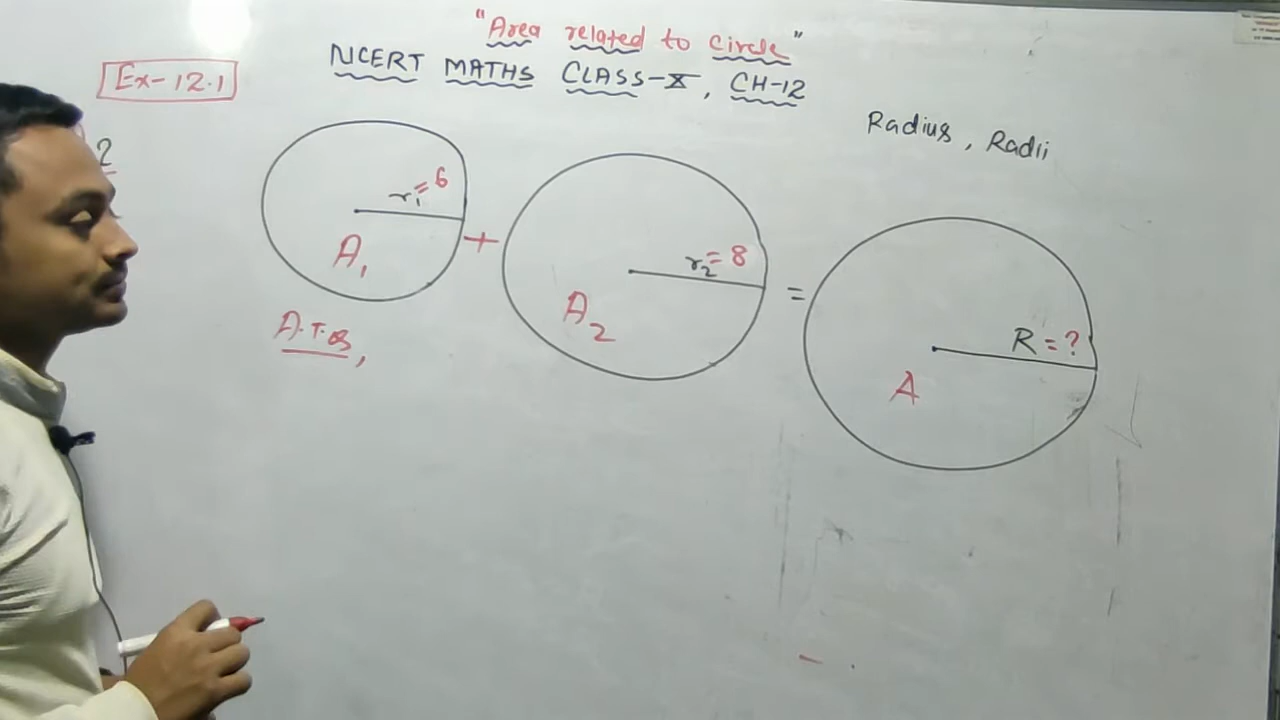 "Area related to circle"
NCERT MATHS CLASS-X, CH-12
Ex-12.1
2
Radius, Radii
r₁=6
A₁
+
r₂=8
A₂
=
R=?
A
A.T.Q,